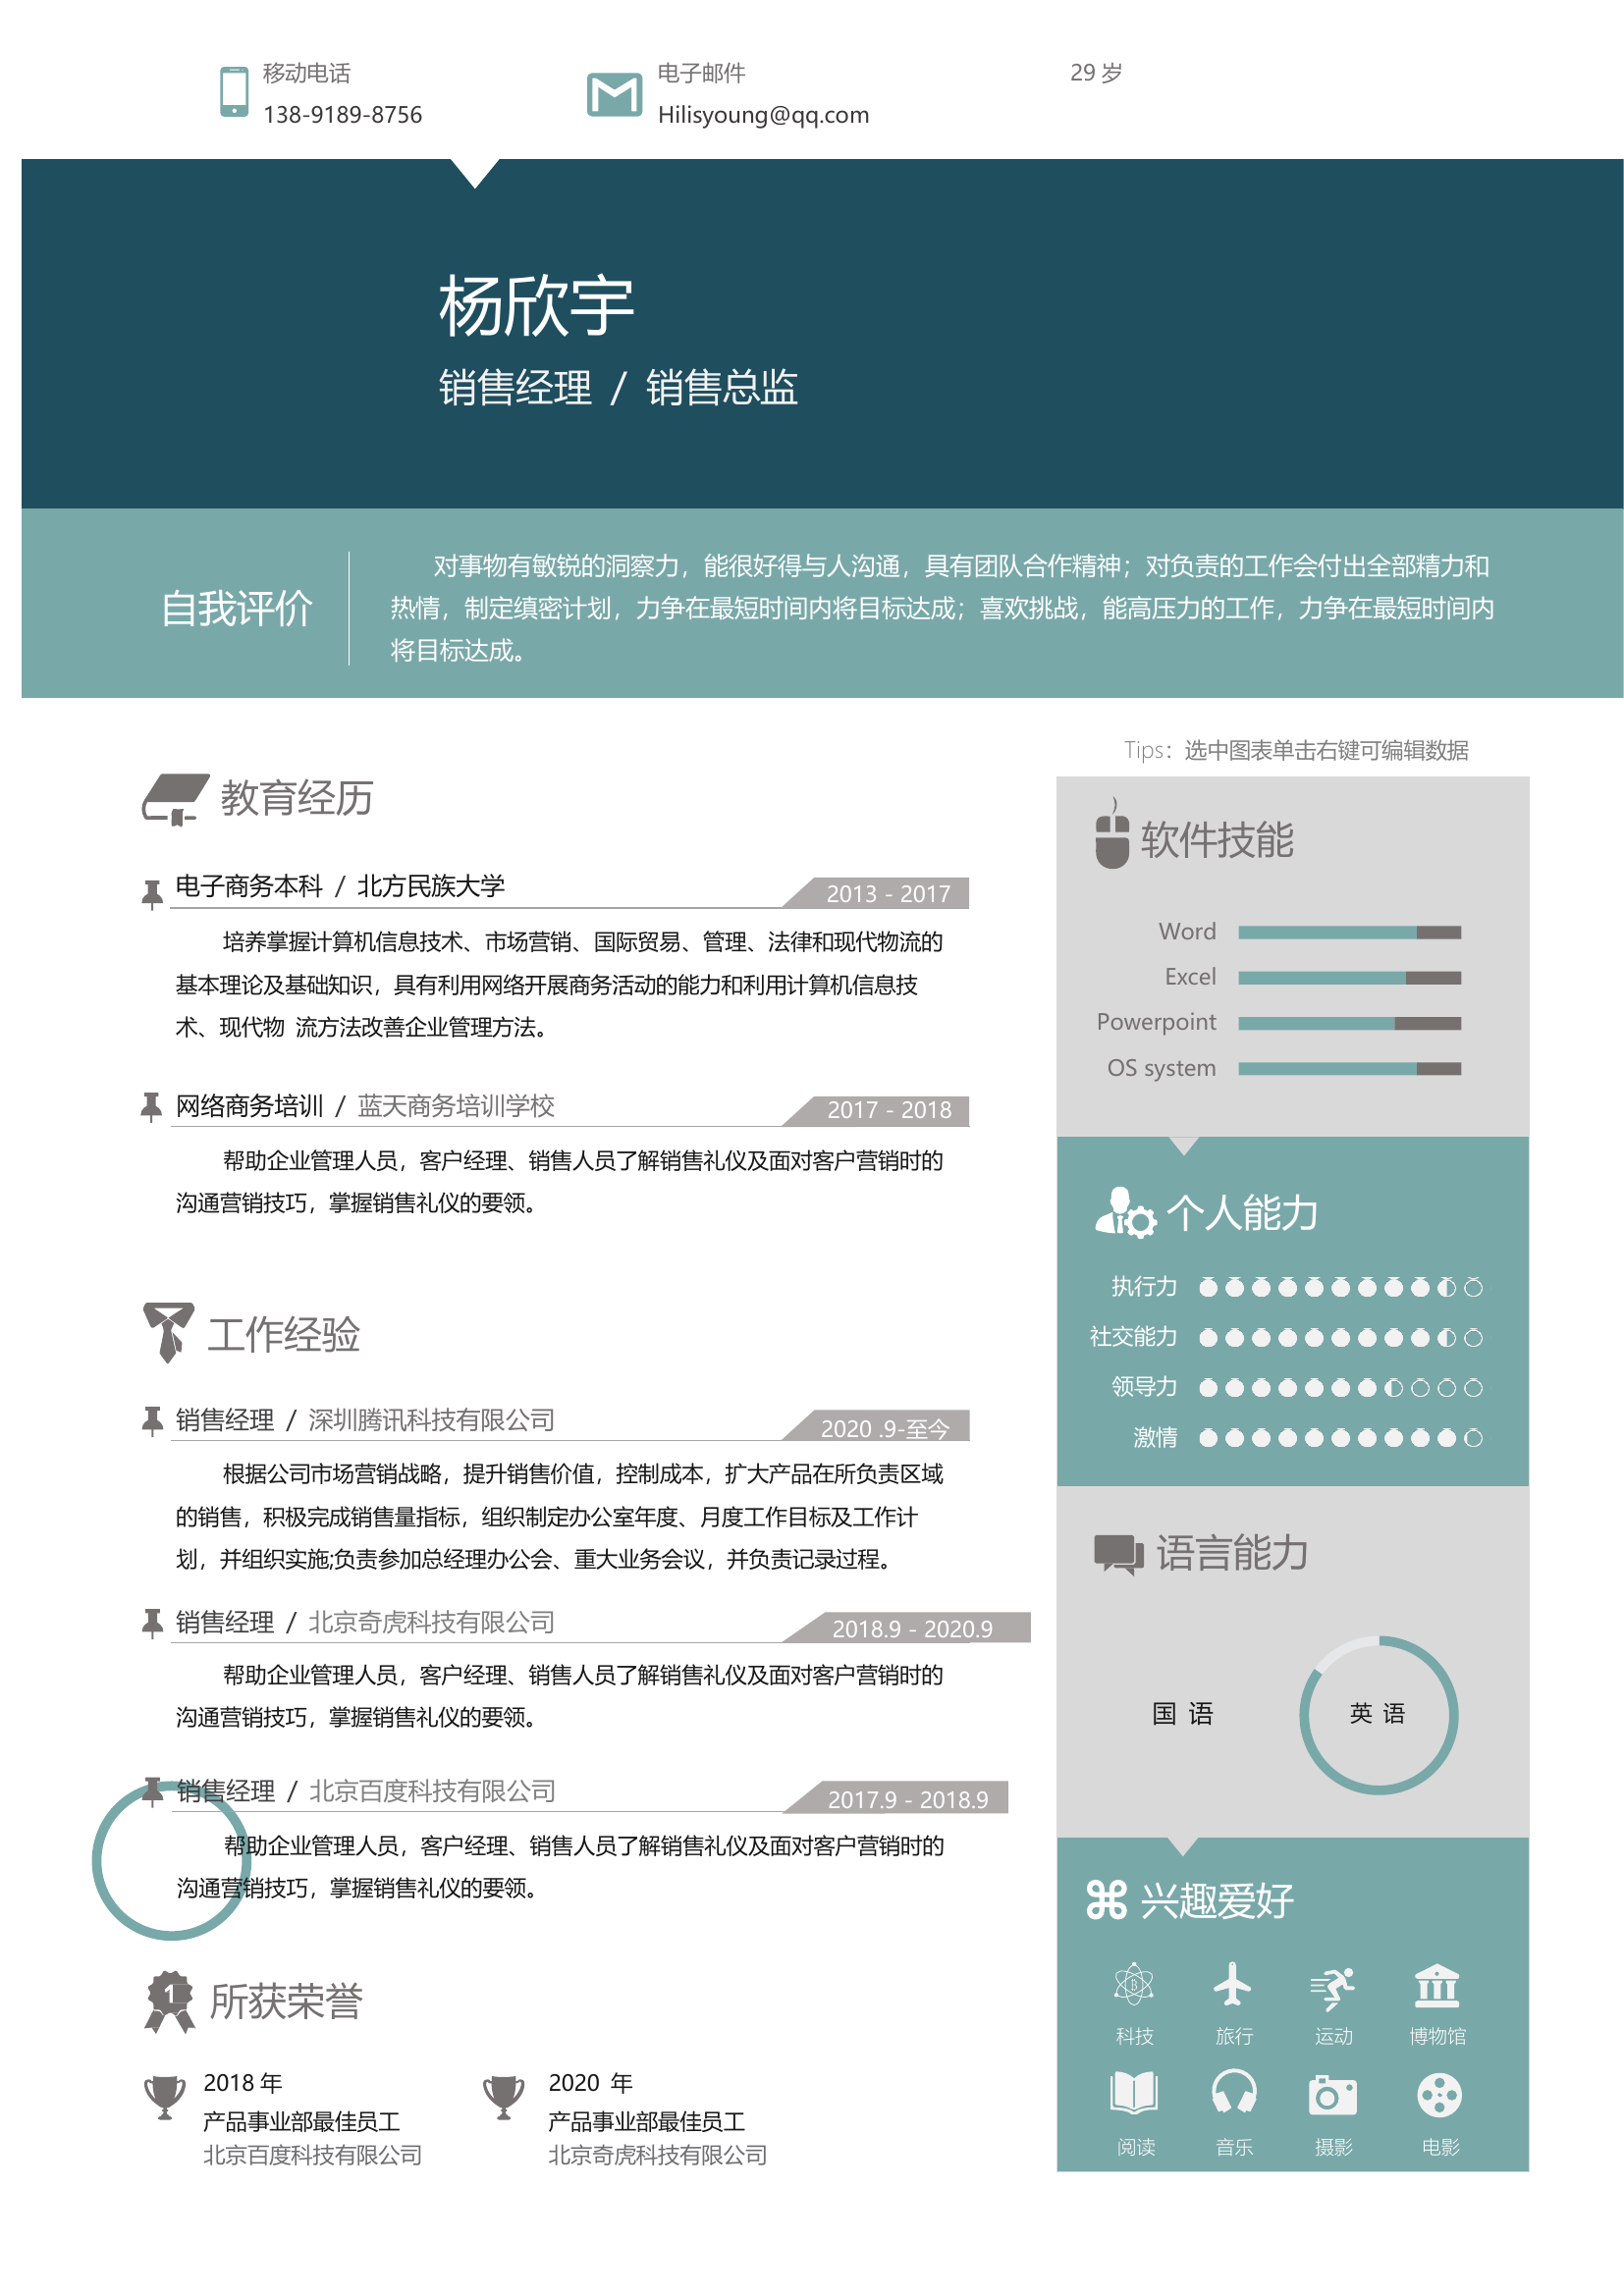 移动电话
138-9189-8756
电子邮件
Hilisyoung@qq.com
29 岁
杨欣宇
销售经理 / 销售总监
自我评价
对事物有敏锐的洞察力，能很好得与人沟通，具有团队合作精神；对负责的工作会付出全部精力和
热情，制定缜密计划，力争在最短时间内将目标达成；喜欢挑战，能高压力的工作，力争在最短时间内
将目标达成。
教育经历
电子商务本科 / 北方民族大学
2013 - 2017
培养掌握计算机信息技术、市场营销、国际贸易、管理、法律和现代物流的
基本理论及基础知识，具有利用网络开展商务活动的能力和利用计算机信息技
术、现代物 流方法改善企业管理方法。
网络商务培训 / 蓝天商务培训学校
2017 - 2018
帮助企业管理人员，客户经理、销售人员了解销售礼仪及面对客户营销时的
沟通营销技巧，掌握销售礼仪的要领。
工作经验
销售经理 / 深圳腾讯科技有限公司
2020 .9-至今
根据公司市场营销战略，提升销售价值，控制成本，扩大产品在所负责区域
的销售，积极完成销售量指标，组织制定办公室年度、月度工作目标及工作计
划，并组织实施;负责参加总经理办公会、重大业务会议，并负责记录过程。
销售经理 / 北京奇虎科技有限公司
2018.9 - 2020.9
帮助企业管理人员，客户经理、销售人员了解销售礼仪及面对客户营销时的
沟通营销技巧，掌握销售礼仪的要领。
销售经理 / 北京百度科技有限公司
2017.9 - 2018.9
帮助企业管理人员，客户经理、销售人员了解销售礼仪及面对客户营销时的
沟通营销技巧，掌握销售礼仪的要领。
所获荣誉
2018 年
产品事业部最佳员工
北京百度科技有限公司
2020 年
产品事业部最佳员工
北京奇虎科技有限公司
Tips：选中图表单击右键可编辑数据
软件技能
Word
Excel
Powerpoint
OS system
个人能力
执行力
社交能力
领导力
激情
语言能力
国 语
英 语
兴趣爱好
科技 旅行 运动 博物馆
阅读 音乐 摄影 电影